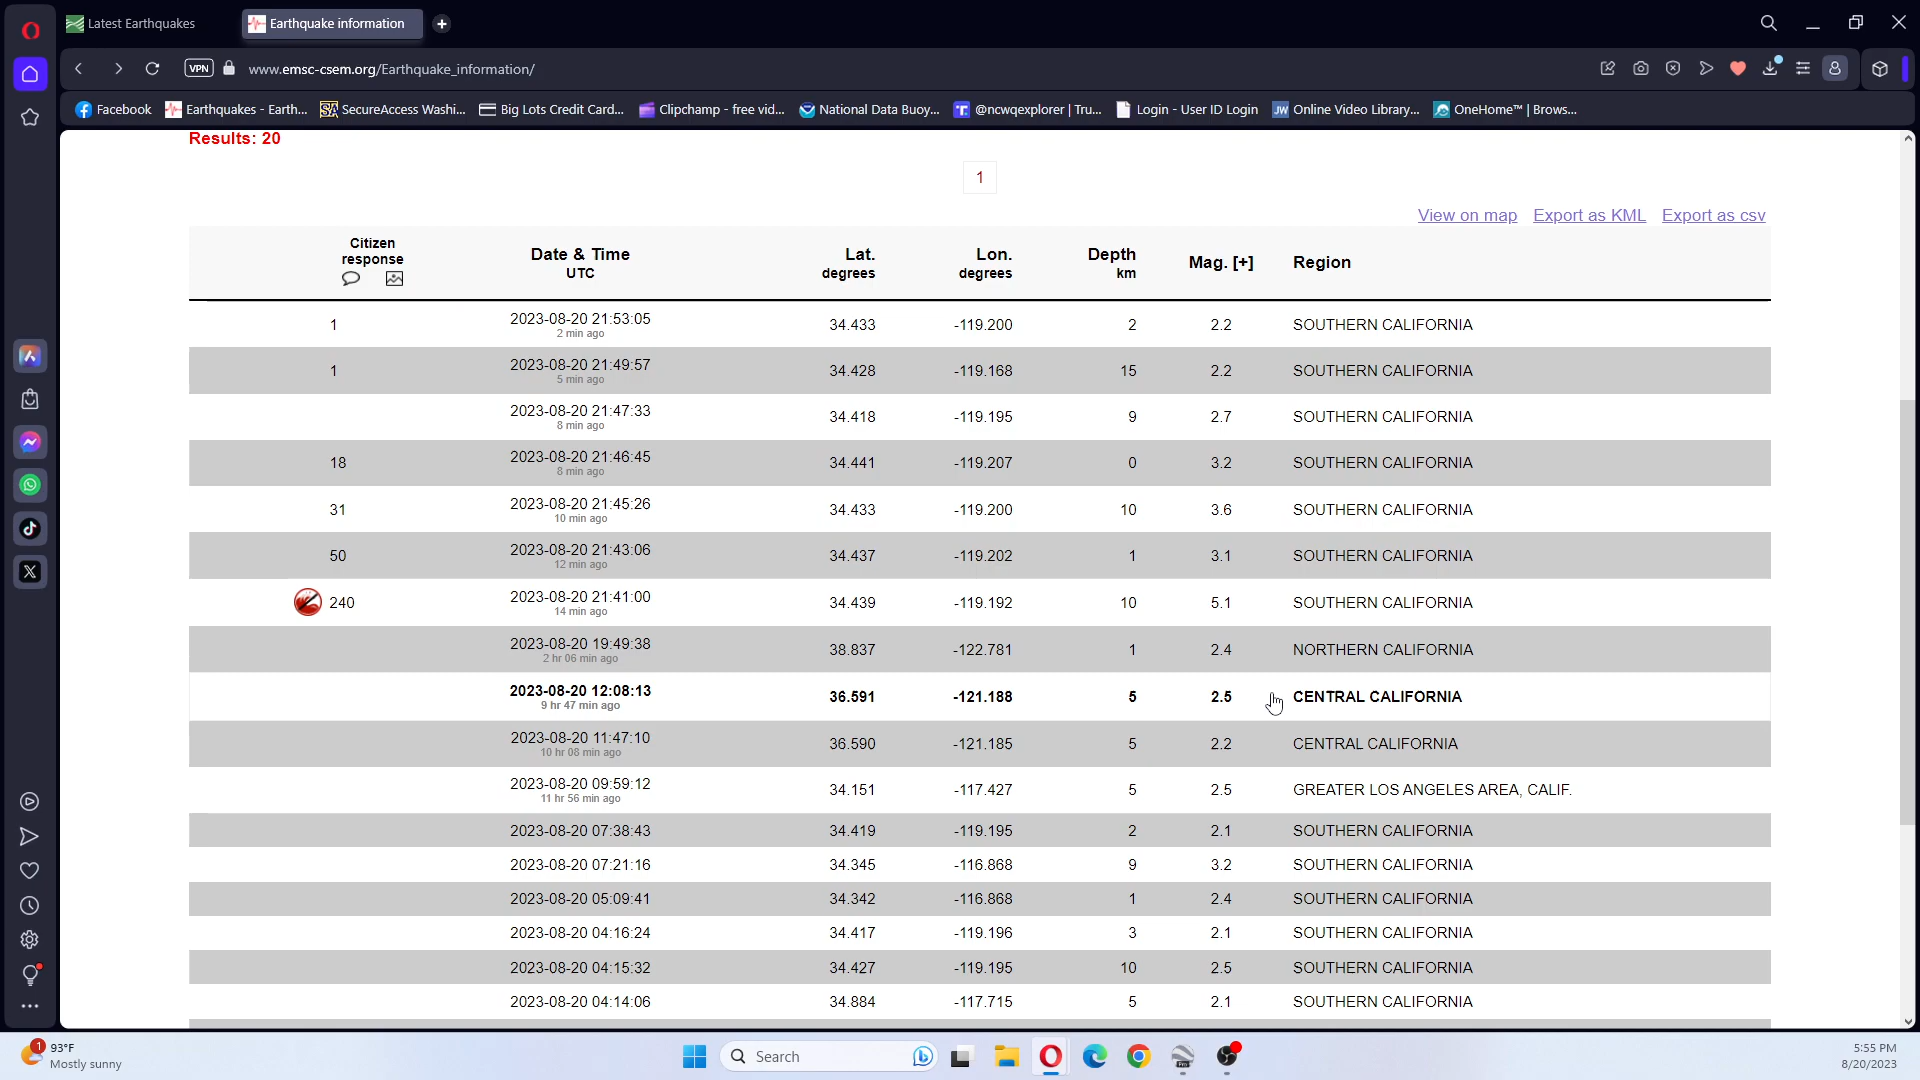 Latest Earthquakes
Earthquake information
VPN
www.emsc-csem.org/Earthquake_information/
Facebook
Earthquakes - Earth...
SA
SecureAccess Washi...
Big Lots Credit Card...
Clipchamp - free vid...
National Data Buoy...
@ncwqexplorer | Tru...
Login - User ID Login
JW
Online Video Library...
OneHome™ | Brows...
Results: 20
1
View on map Export as KML Export as csv
Citizen
response
Date & Time
UTC
Lat.
degrees
Lon.
degrees
Depth
km
Mag. [+]
Region
1 2023-08-20 21:53:05 34.433 -119.200 2 2.2 SOUTHERN CALIFORNIA
2 min ago
1 2023-08-20 21:49:57 34.428 -119.168 15 2.2 SOUTHERN CALIFORNIA
5 min ago
2023-08-20 21:47:33 34.418 -119.195 9 2.7 SOUTHERN CALIFORNIA
8 min ago
18 2023-08-20 21:46:45 34.441 -119.207 0 3.2 SOUTHERN CALIFORNIA
8 min ago
31 2023-08-20 21:45:26 34.433 -119.200 10 3.6 SOUTHERN CALIFORNIA
10 min ago
50 2023-08-20 21:43:06 34.437 -119.202 1 3.1 SOUTHERN CALIFORNIA
12 min ago
240 2023-08-20 21:41:00 34.439 -119.192 10 5.1 SOUTHERN CALIFORNIA
14 min ago
2023-08-20 19:49:38 38.837 -122.781 1 2.4 NORTHERN CALIFORNIA
2 hr 06 min ago
2023-08-20 12:08:13 36.591 -121.188 5 2.5 CENTRAL CALIFORNIA
9 hr 47 min ago
2023-08-20 11:47:10 36.590 -121.185 5 2.2 CENTRAL CALIFORNIA
10 hr 08 min ago
2023-08-20 09:59:12 34.151 -117.427 5 2.5 GREATER LOS ANGELES AREA, CALIF.
11 hr 56 min ago
2023-08-20 07:38:43 34.419 -119.195 2 2.1 SOUTHERN CALIFORNIA
2023-08-20 07:21:16 34.345 -116.868 9 3.2 SOUTHERN CALIFORNIA
2023-08-20 05:09:41 34.342 -116.868 1 2.4 SOUTHERN CALIFORNIA
2023-08-20 04:16:24 34.417 -119.196 3 2.1 SOUTHERN CALIFORNIA
2023-08-20 04:15:32 34.427 -119.195 10 2.5 SOUTHERN CALIFORNIA
2023-08-20 04:14:06 34.884 -117.715 5 2.1 SOUTHERN CALIFORNIA
1
93°F
Mostly sunny
Search
5:55 PM
8/20/2023